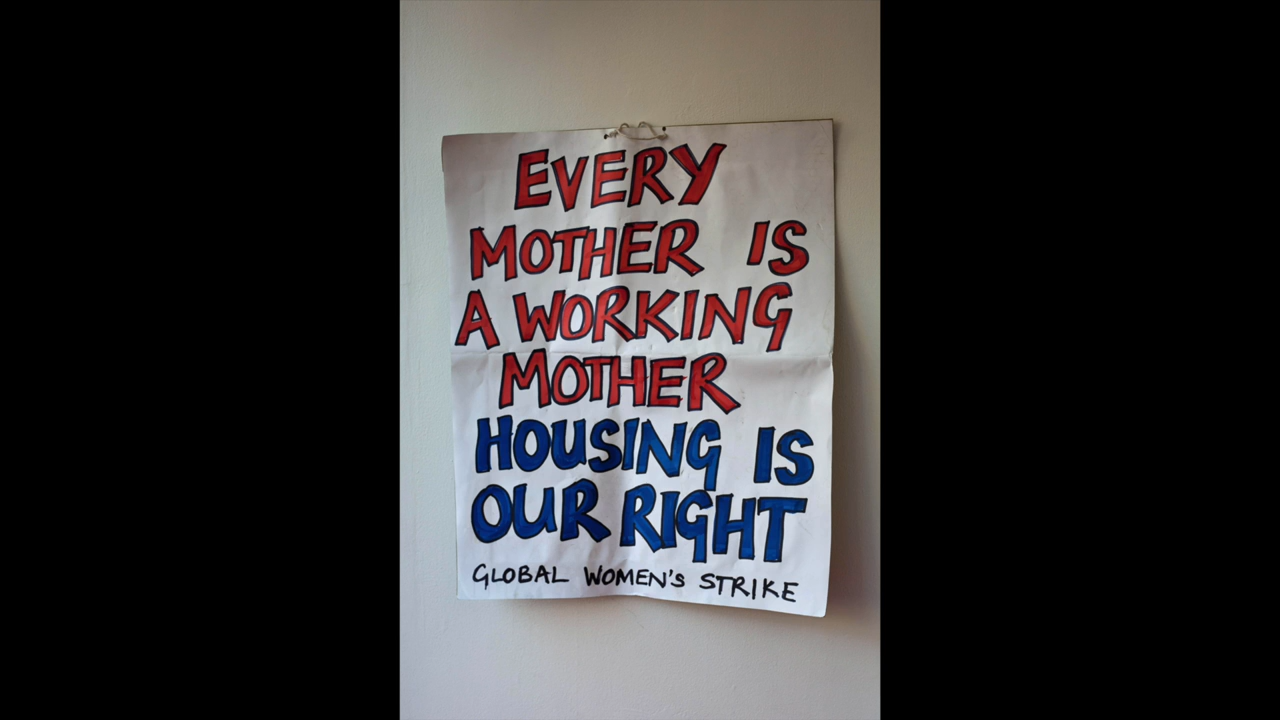 EVERY
MOTHER IS
A WORKING
MOTHER
HOUSING IS
OUR RIGHT
GLOBAL WOMEN'S STRIKE